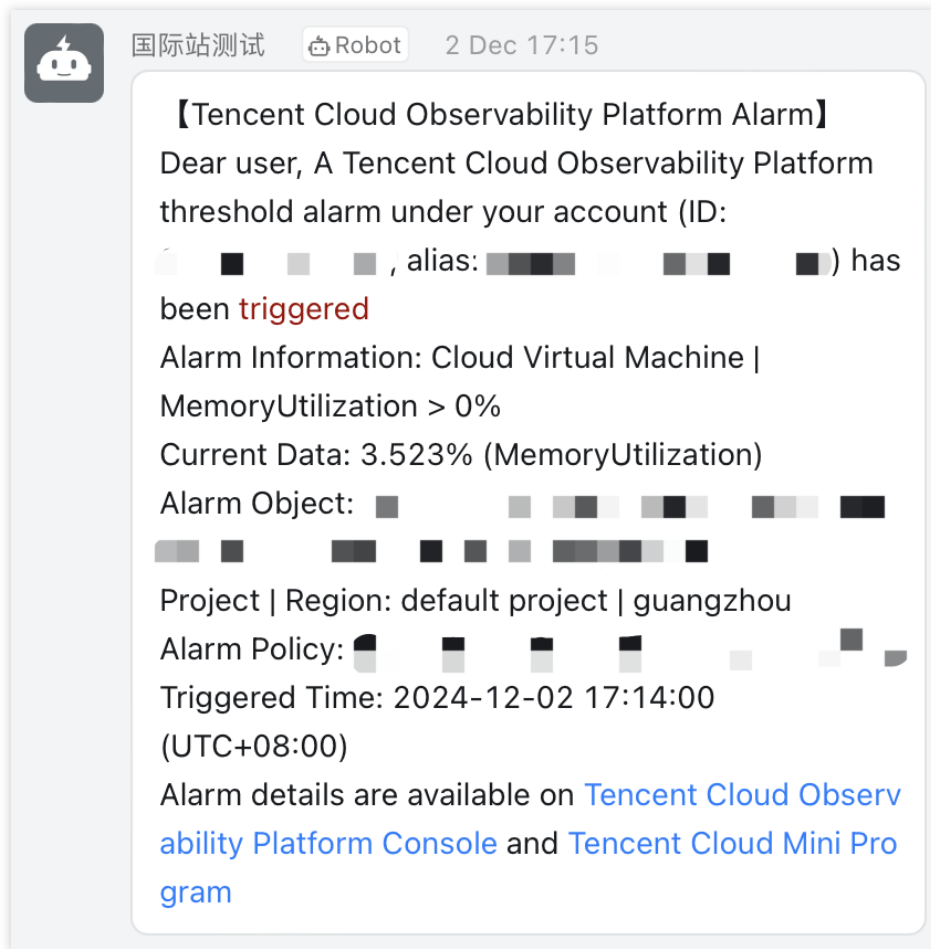 国际站测试 Robot 2 Dec 17:15
【Tencent Cloud Observability Platform Alarm】
Dear user, A Tencent Cloud Observability Platform
threshold alarm under your account (ID:
, alias: ) has
been triggered
Alarm Information: Cloud Virtual Machine |
MemoryUtilization > 0%
Current Data: 3.523% (MemoryUtilization)
Alarm Object:
Project | Region: default project | guangzhou
Alarm Policy:
Triggered Time: 2024-12-02 17:14:00
(UTC+08:00)
Alarm details are available on Tencent Cloud Observ
ability Platform Console and Tencent Cloud Mini Pro
gram